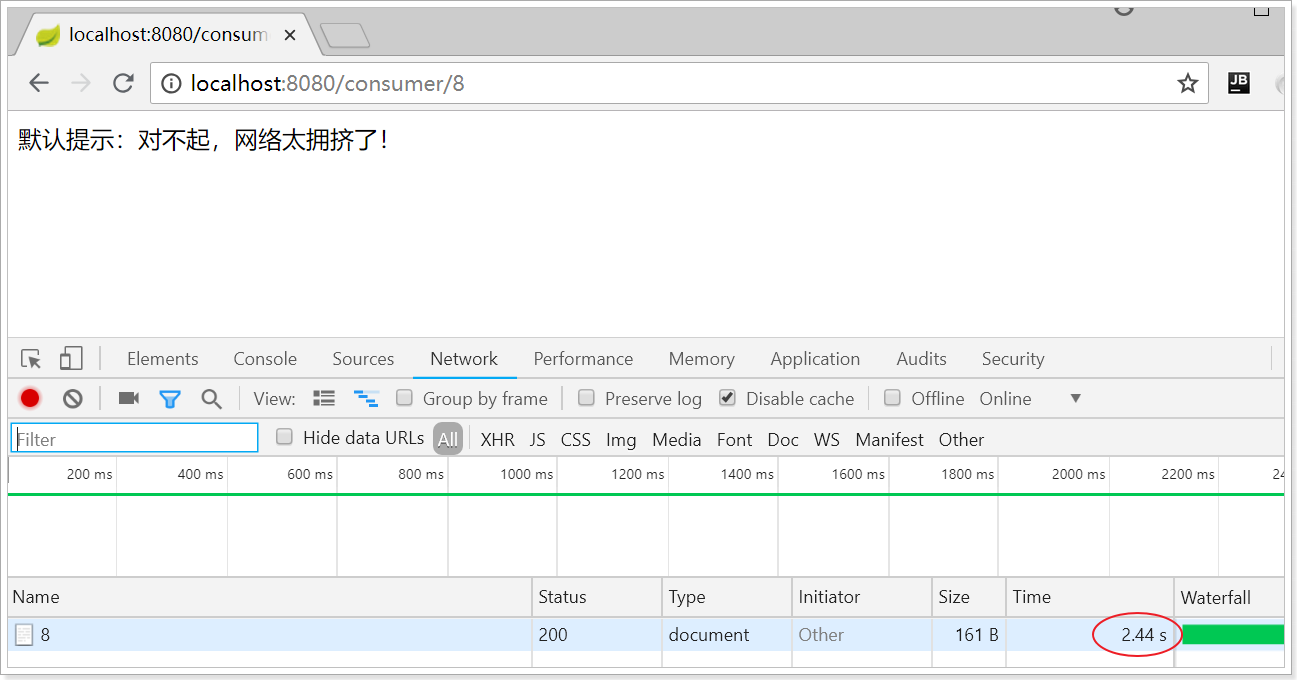 localhost:8080/consum
localhost:8080/consumer/8
JB
默认提示：对不起，网络太拥挤了！
Elements Console Sources Network Performance Memory Application Audits Security
View: Group by frame Preserve log Disable cache Offline Online
Filter Hide data URLs All XHR JS CSS Img Media Font Doc WS Manifest Other
200 ms 400 ms 600 ms 800 ms 1000 ms 1200 ms 1400 ms 1600 ms 1800 ms 2000 ms 2200 ms 24
Name Status Type Initiator Size Time Waterfall
8 200 document Other 161 B 2.44 s